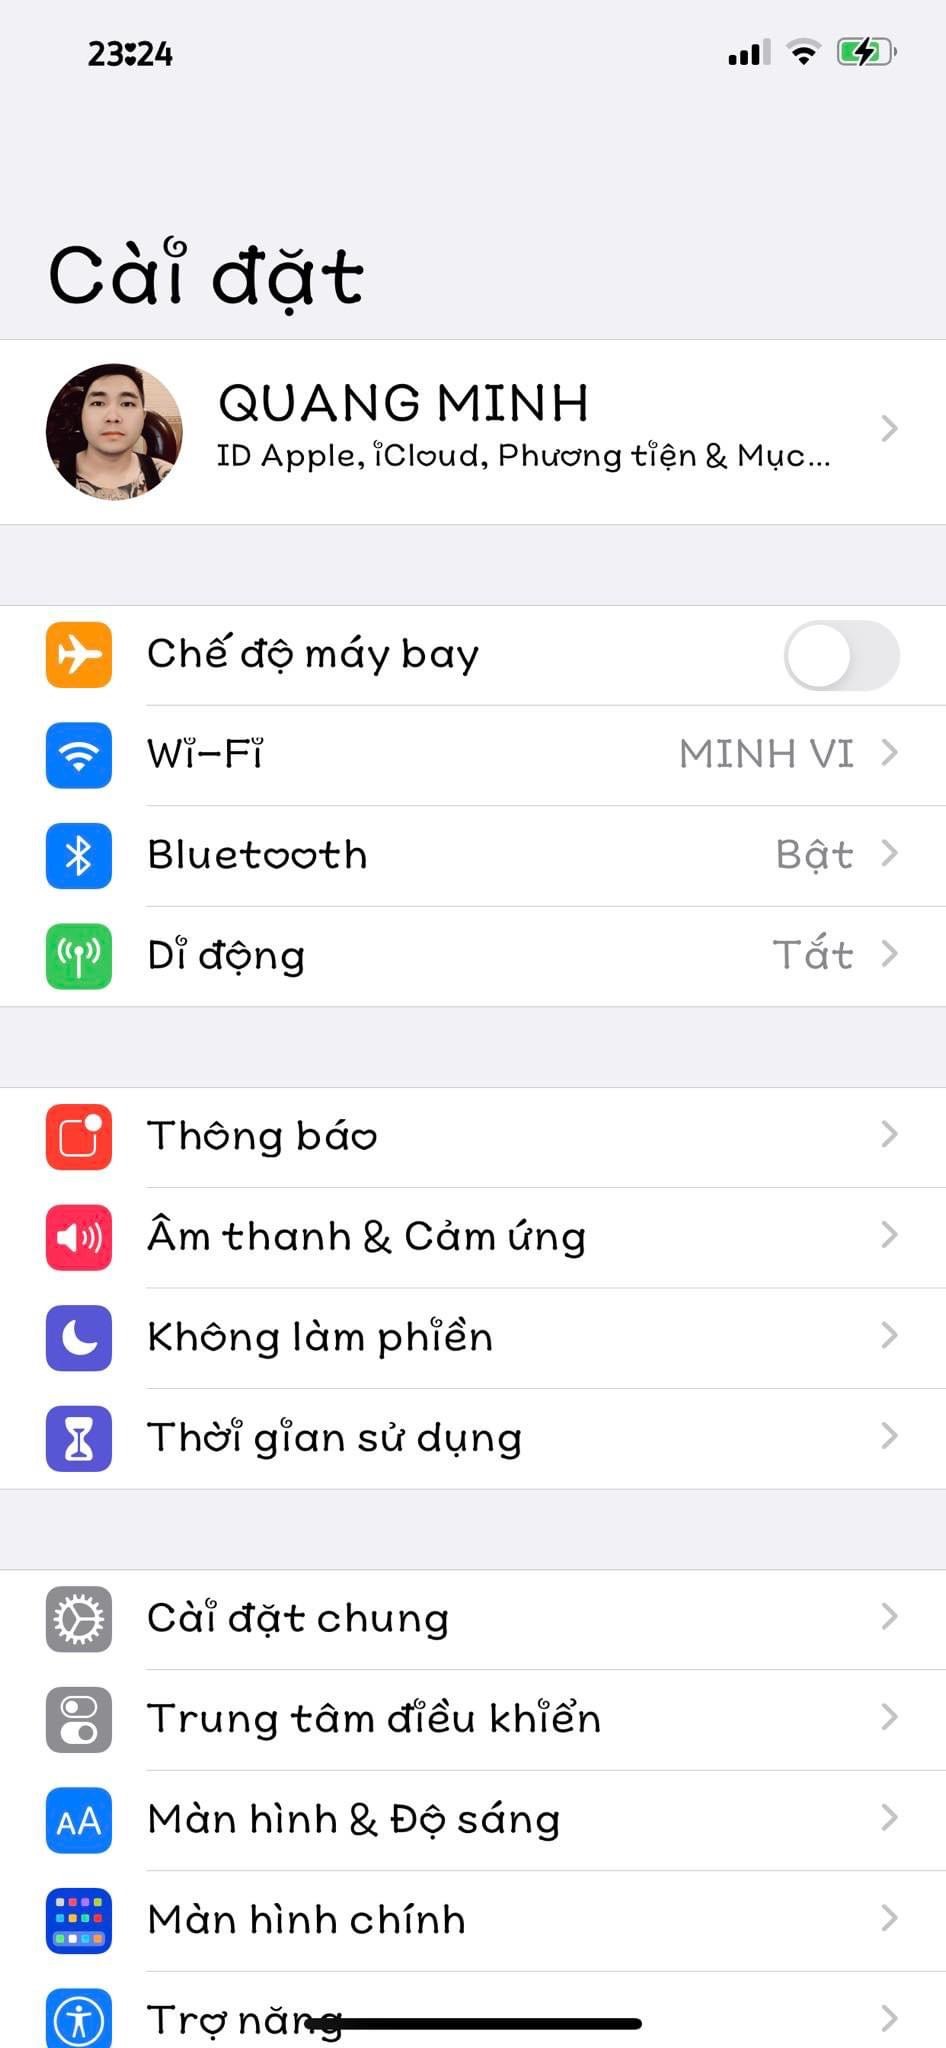 23:24
Cài đặt
QUANG MINH
ID Apple, iCloud, Phương tiện & Mục...
Chế độ máy bay
Wi-Fi MINH VI
Bluetooth Bật
Di động Tắt
Thông báo
Âm thanh & Cảm ứng
Không làm phiền
Thời gian sử dụng
Cài đặt chung
Trung tâm điều khiển
AA Màn hình & Độ sáng
Màn hình chính
Trợ năng